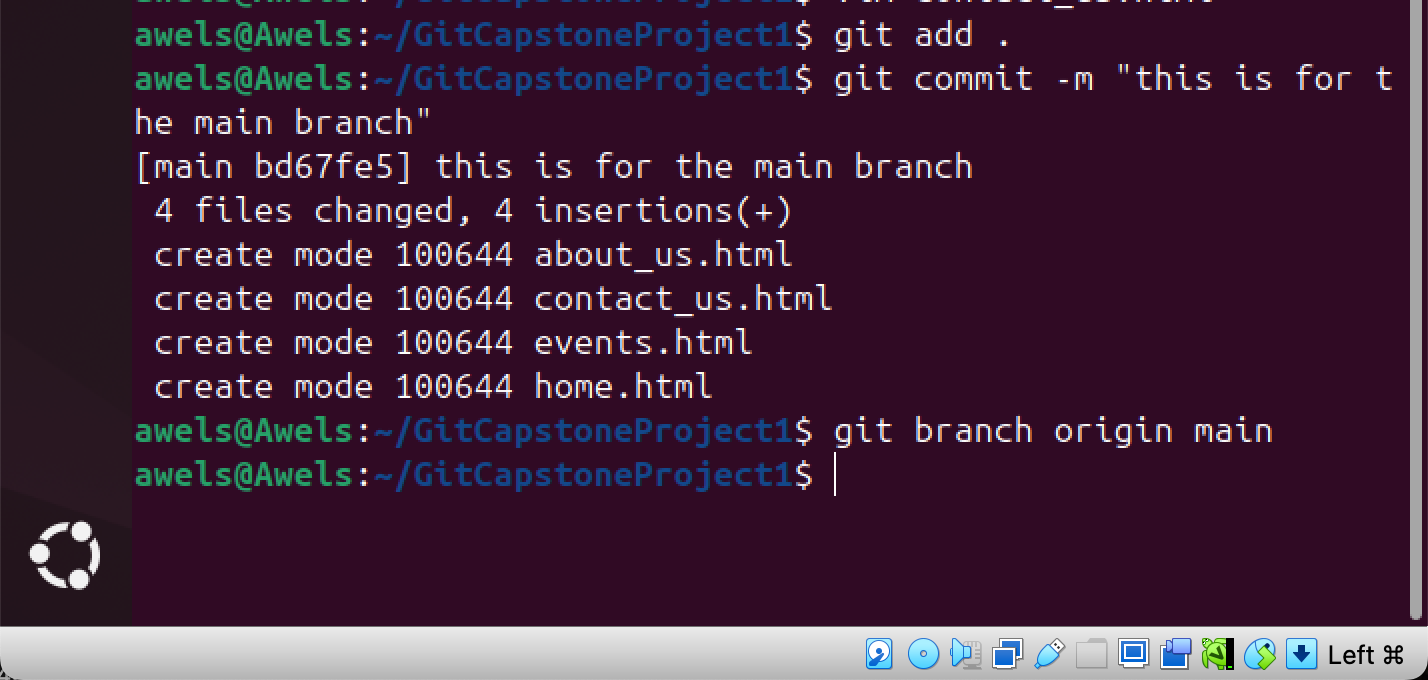 awels@Awels:~/GitCapstoneProject1$ git add .
awels@Awels:~/GitCapstoneProject1$ git commit -m "this is for t
he main branch"
[main bd67fe5] this is for the main branch
 4 files changed, 4 insertions(+)
 create mode 100644 about_us.html
 create mode 100644 contact_us.html
 create mode 100644 events.html
 create mode 100644 home.html
awels@Awels:~/GitCapstoneProject1$ git branch origin main
awels@Awels:~/GitCapstoneProject1$
Left ⌘